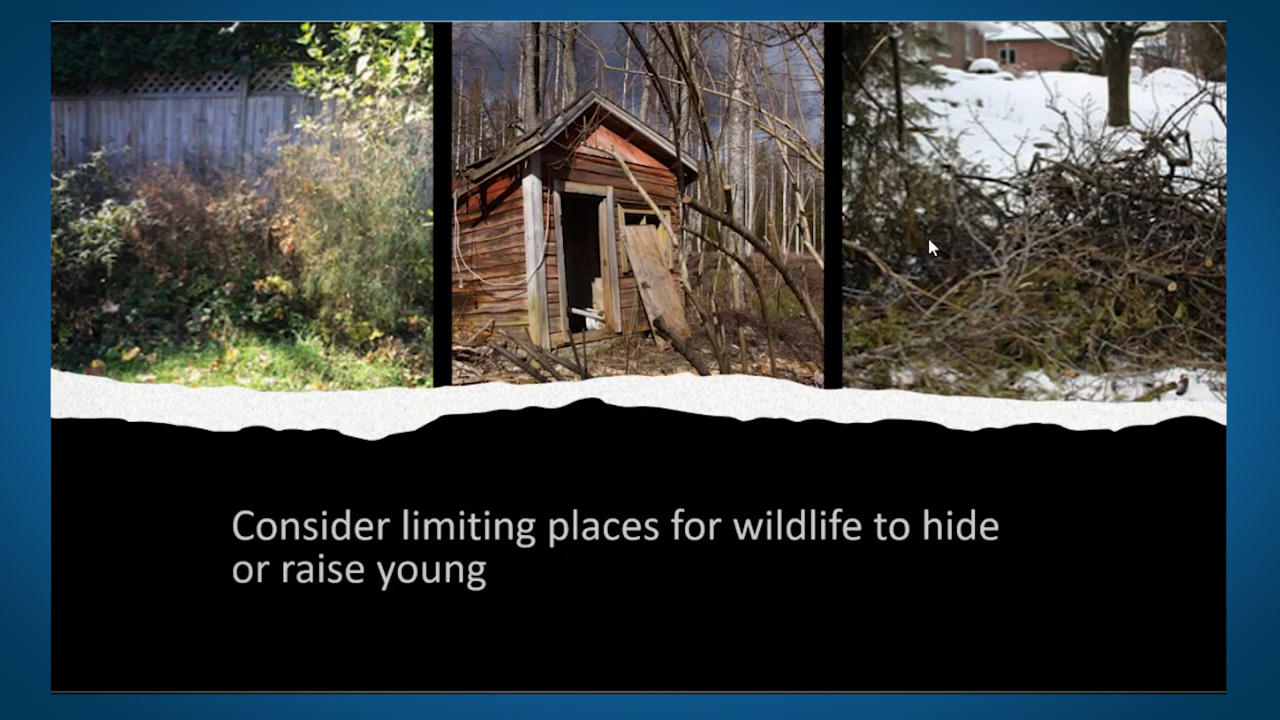 Consider limiting places for wildlife to hide
or raise young